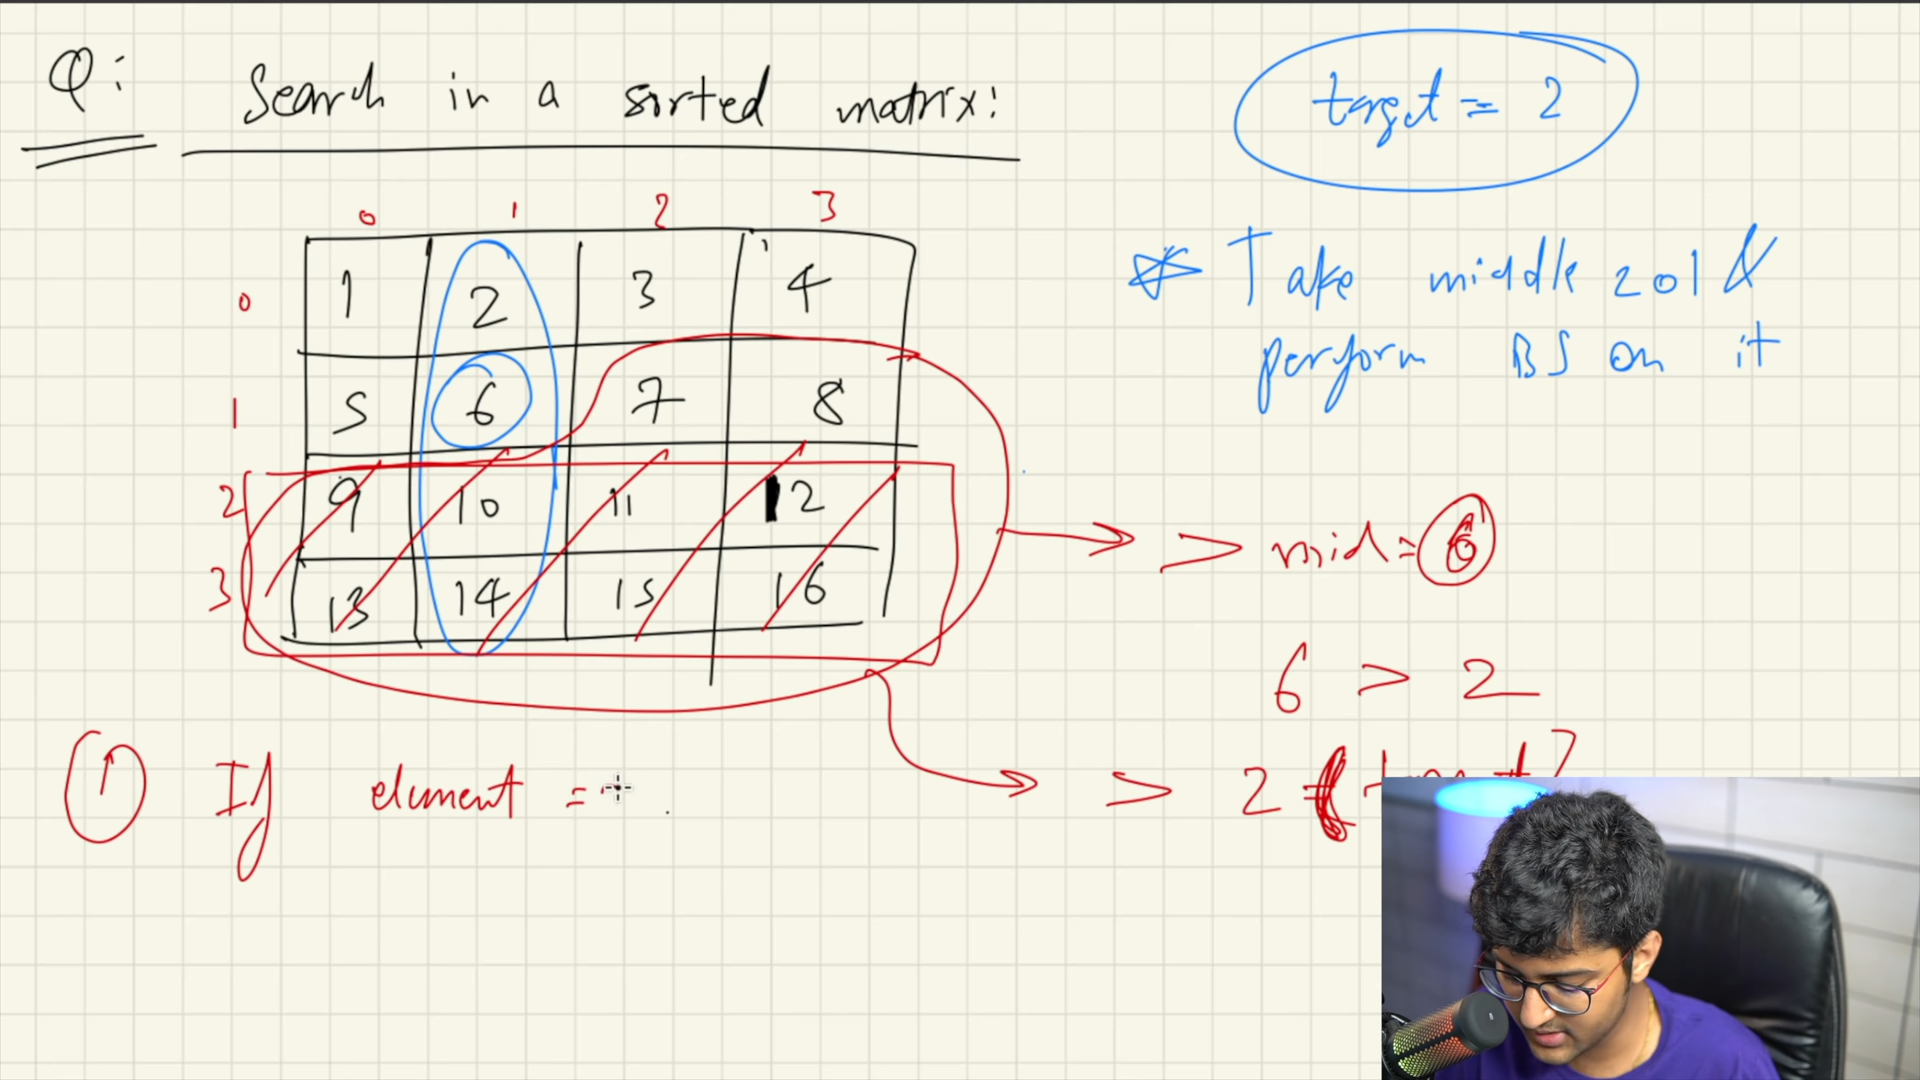 Q: Search in a sorted matrix:
target = 2
0 1 2 3
0 1 2 3 4
1 5 6 7 8
2 9 10 11 12
3 13 14 15 16
* Take middle col &
perform BS on it
> mid = 6
6 > 2
> 2
1 If element =